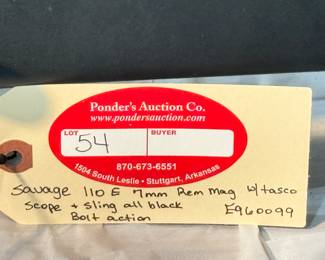 Ponder's Auction Co.
www.pondersauction.com
LOT
BUYER
54
870-673-6551
1504 South Leslie • Stuttgart, Arkansas
Savage 110 E 7mm Rem Mag w/tasco
Scope + Sling all black
E960099
Bolt action